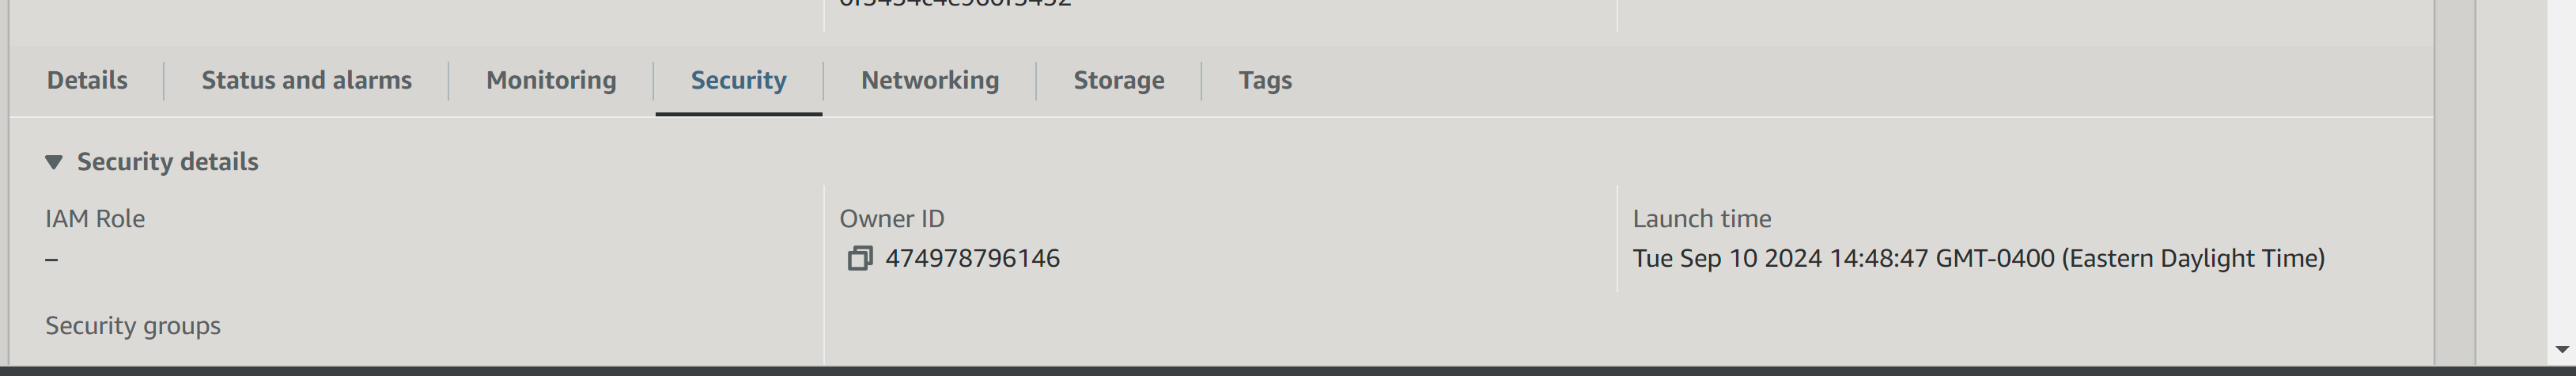 Details Status and alarms Monitoring Security Networking Storage Tags
Security details
IAM Role Owner ID Launch time
– 474978796146 Tue Sep 10 2024 14:48:47 GMT-0400 (Eastern Daylight Time)
Security groups